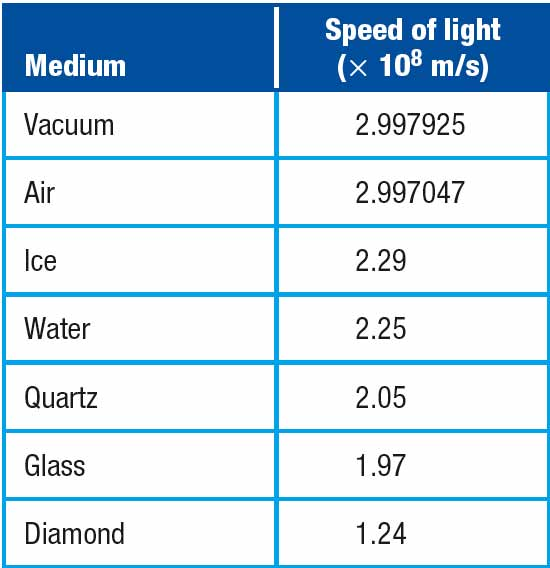 Medium
Speed of light
(× 10⁸ m/s)
Vacuum 2.997925
Air 2.997047
Ice 2.29
Water 2.25
Quartz 2.05
Glass 1.97
Diamond 1.24